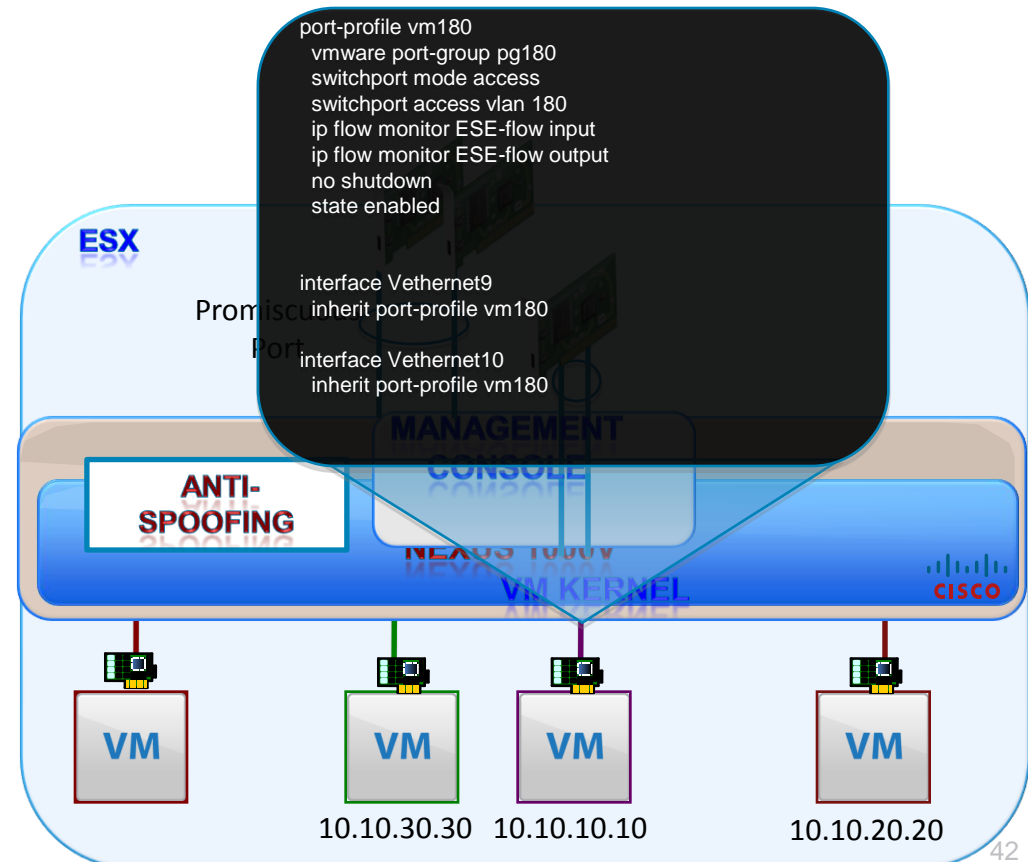 port-profile vm180
vmware port-group pg180
switchport mode access
switchport access vlan 180
ip flow monitor ESE-flow input
ip flow monitor ESE-flow output
no shutdown
state enabled
ESX
interface Vethernet9
inherit port-profile vm180
Promiscuous
Port
interface Vethernet10
inherit port-profile vm180
MANAGEMENT
CONSOLE
ANTI-
SPOOFING
NEXUS 1000V
VM KERNEL
CISCO
VM
VM
VM
VM
10.10.30.30
10.10.10.10
10.10.20.20
42